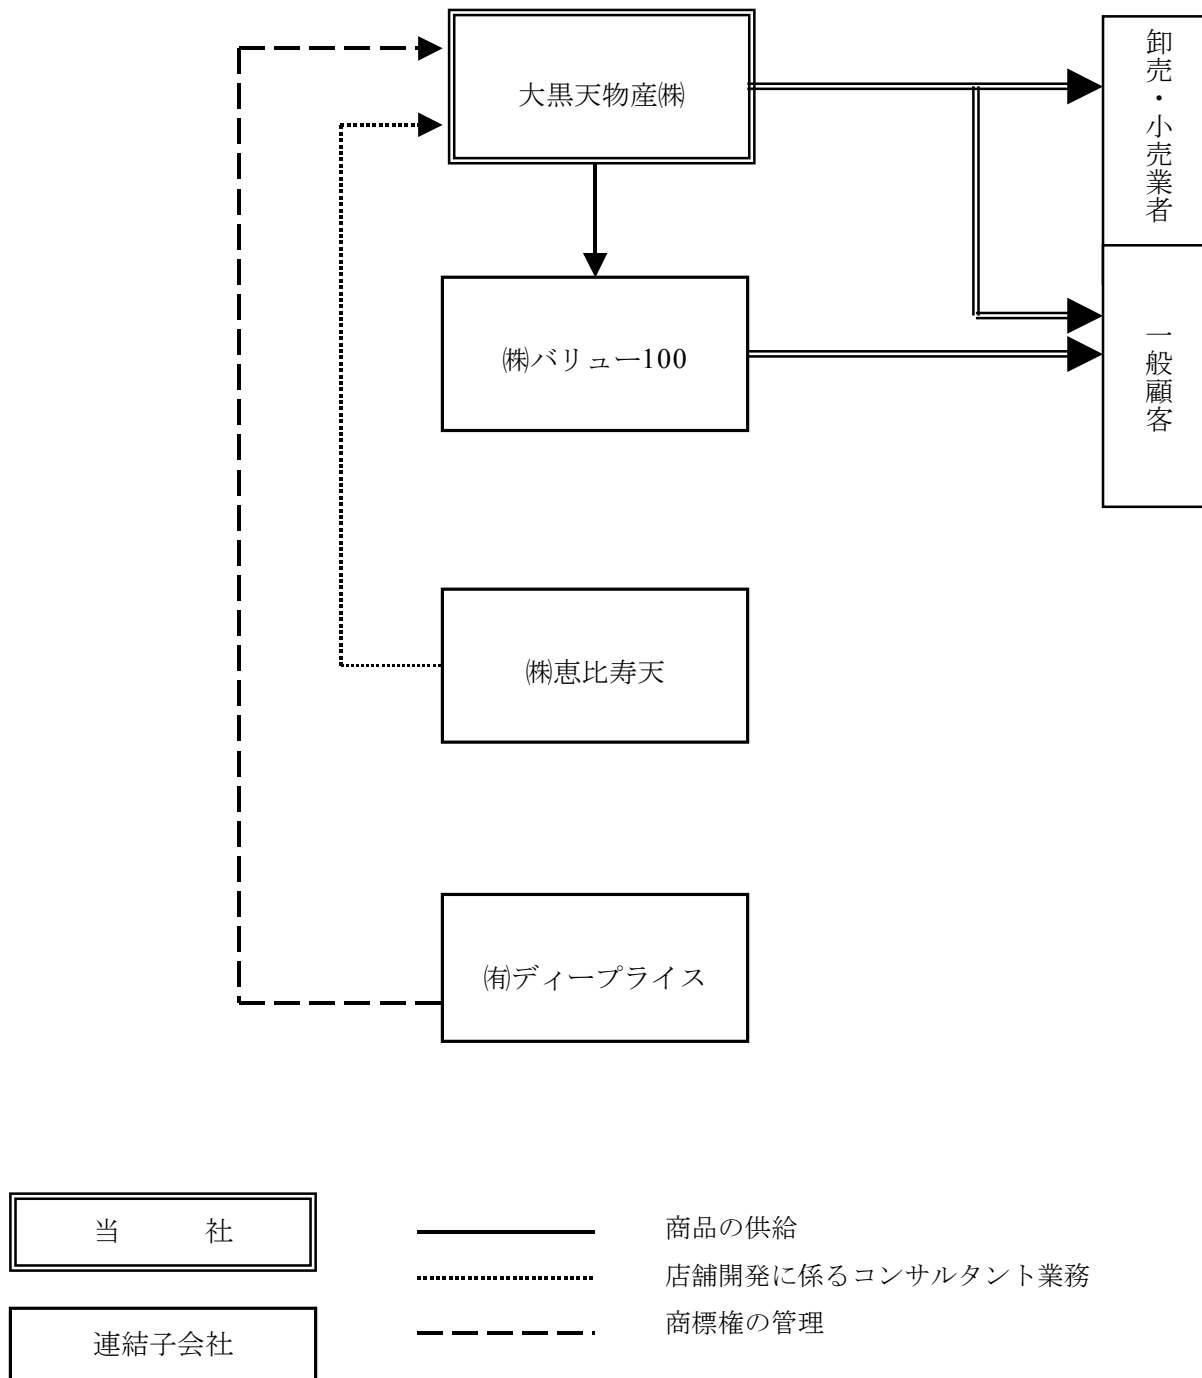 大黒天物産㈱
卸売・小売業者
㈱バリュー100
一般顧客
㈱恵比寿天
㈲ディープライス
当　　　社
商品の供給
店舗開発に係るコンサルタント業務
商標権の管理
連結子会社